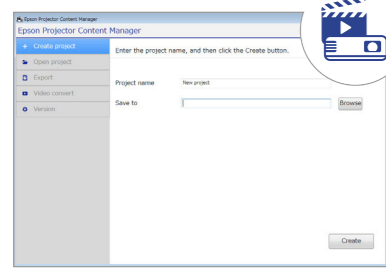 Epson Projector Content Manager
Epson Projector Content Manager
+ Create project
Enter the project name, and then click the Create button.
Open project
Export
Video convert
Version
Project name
New project
Save to
Browse
Create